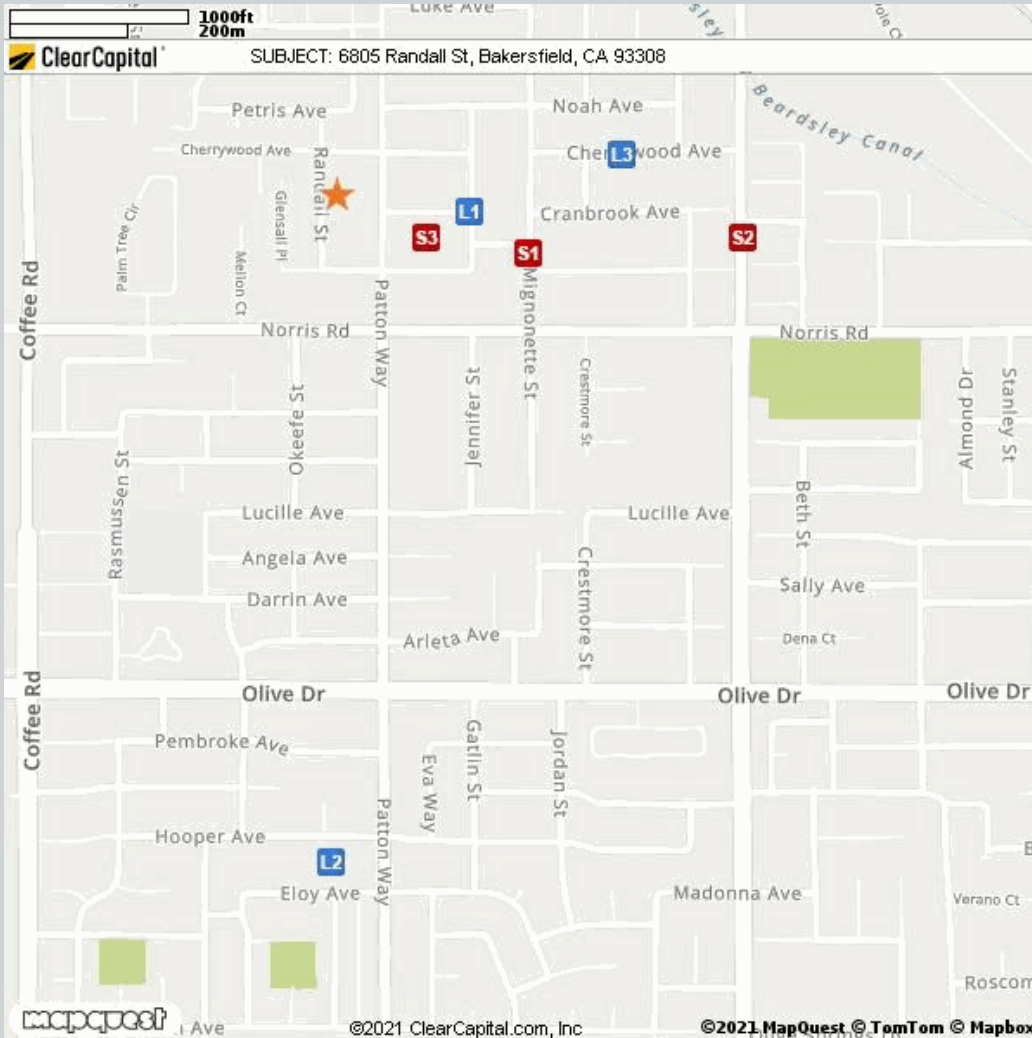 Luke Ave
1000ft
200m
ClearCapital
SUBJECT: 6805 Randall St, Bakersfield, CA 93308
Petris Ave
Noah Ave
Beardsley Canal
Cherrywood Ave
Cherrywood Ave
L3
Randall St
Glensall Pl
L1
Cranbrook Ave
S3
S1
S2
Palm Tree Cir
Mellon Ct
Coffee Rd
Patton Way
Mignonette St
Norris Rd
Norris Rd
Okeefe St
Jennifer St
Crestmore St
Almond Dr
Stanley St
Rasmussen St
Lucille Ave
Lucille Ave
Beth St
Angela Ave
Crestmore St
Sally Ave
Darrin Ave
Arleta Ave
Dena Ct
Coffee Rd
Olive Dr
Olive Dr
Olive Dr
Pembroke Ave
Gatlin St
Jordan St
Eva Way
Patton Way
Hooper Ave
L2
Eloy Ave
Madonna Ave
Verano Ct
Roscom
mapquest
Ave
©2021 ClearCapital.com, Inc
©2021 MapQuest © TomTom © Mapbox